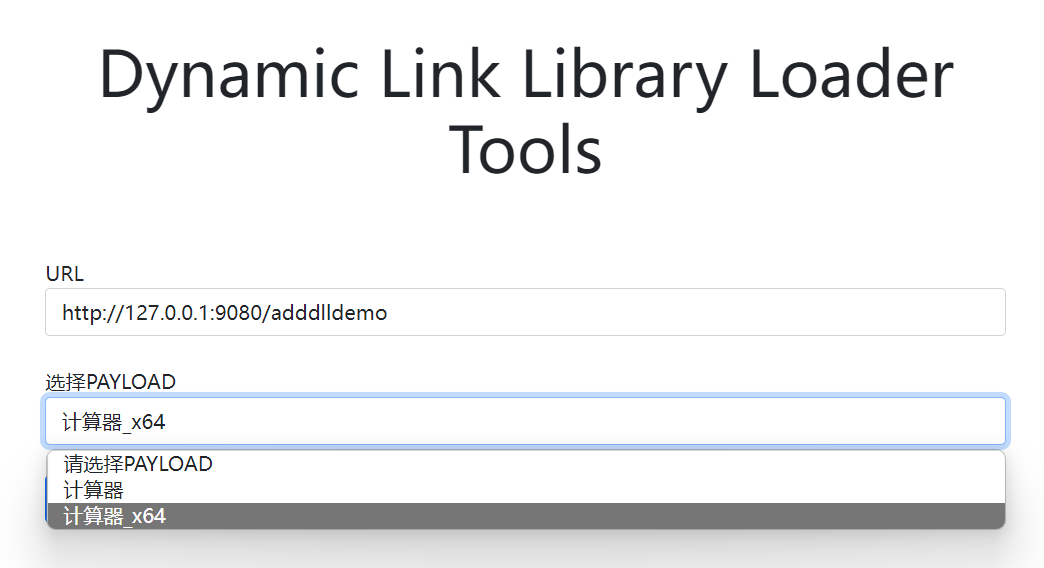 Dynamic Link Library Loader
Tools
URL
http://127.0.0.1:9080/adddlldemo
选择PAYLOAD
计算器_x64
请选择PAYLOAD
计算器
计算器_x64